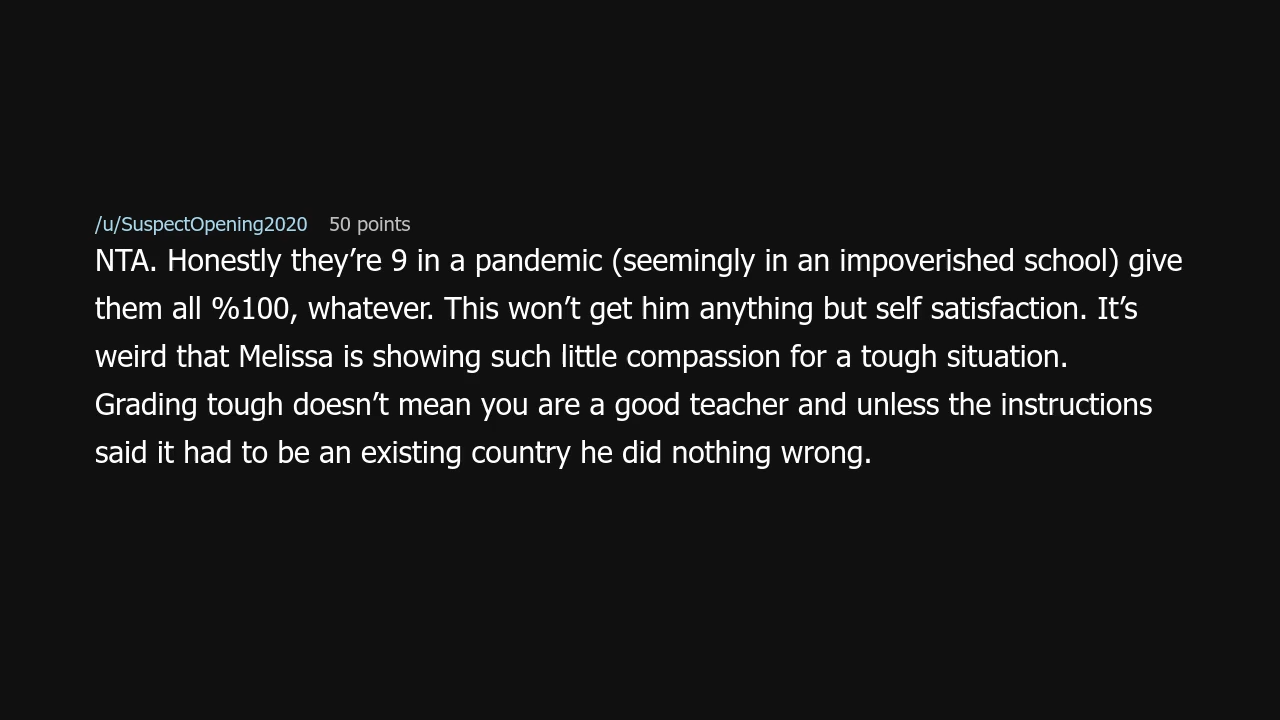 /u/SuspectOpening2020 50 points
NTA. Honestly they’re 9 in a pandemic (seemingly in an impoverished school) give
them all %100, whatever. This won’t get him anything but self satisfaction. It’s
weird that Melissa is showing such little compassion for a tough situation.
Grading tough doesn’t mean you are a good teacher and unless the instructions
said it had to be an existing country he did nothing wrong.